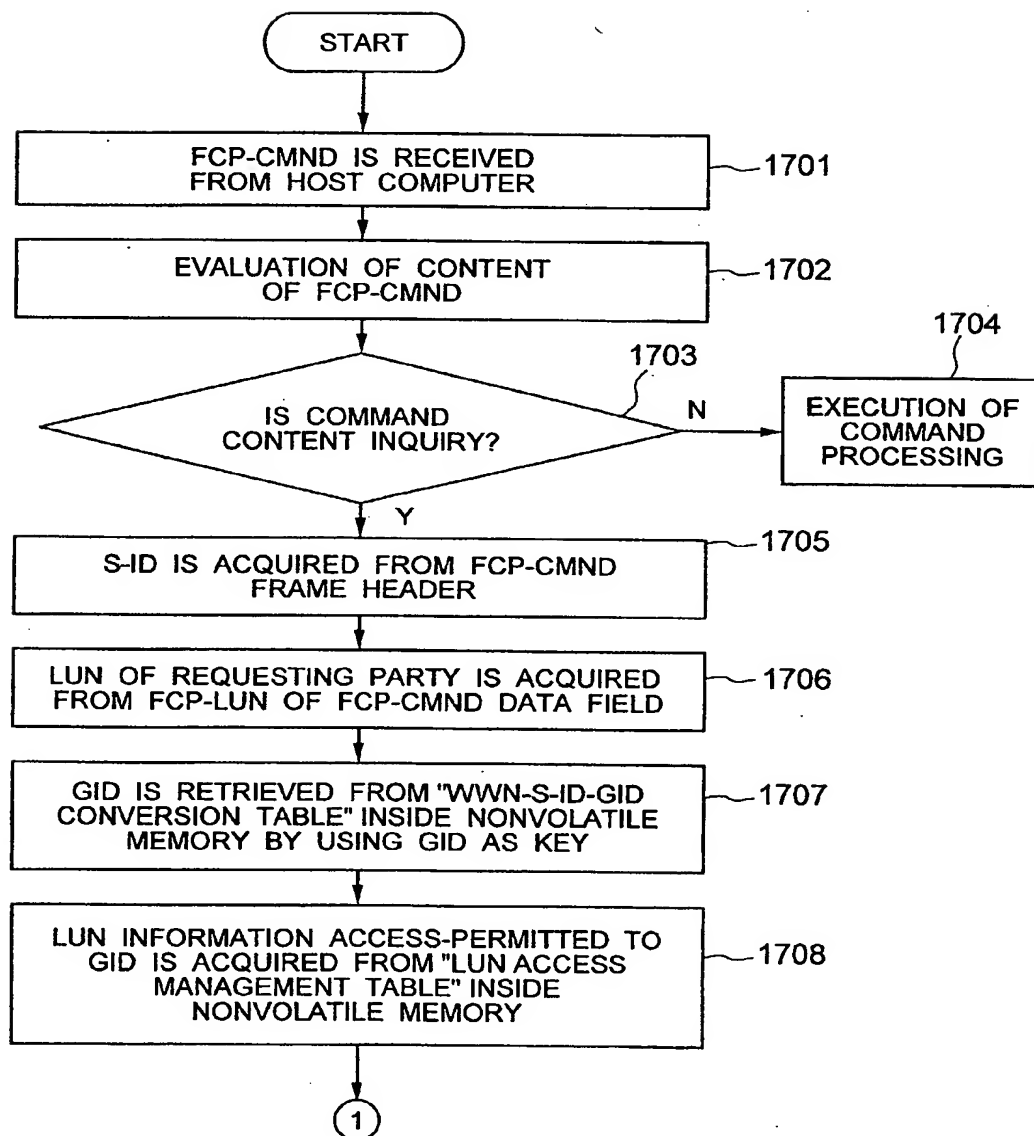 START
FCP-CMND IS RECEIVED
FROM HOST COMPUTER
1701
EVALUATION OF CONTENT
OF FCP-CMND
1702
1703
IS COMMAND
CONTENT INQUIRY?
N
1704
EXECUTION OF
COMMAND
PROCESSING
Y
S-ID IS ACQUIRED FROM FCP-CMND
FRAME HEADER
1705
LUN OF REQUESTING PARTY IS ACQUIRED
FROM FCP-LUN OF FCP-CMND DATA FIELD
1706
GID IS RETRIEVED FROM "WWN-S-ID-GID
CONVERSION TABLE" INSIDE NONVOLATILE
MEMORY BY USING GID AS KEY
1707
LUN INFORMATION ACCESS-PERMITTED TO
GID IS ACQUIRED FROM "LUN ACCESS
MANAGEMENT TABLE" INSIDE
NONVOLATILE MEMORY
1708
1